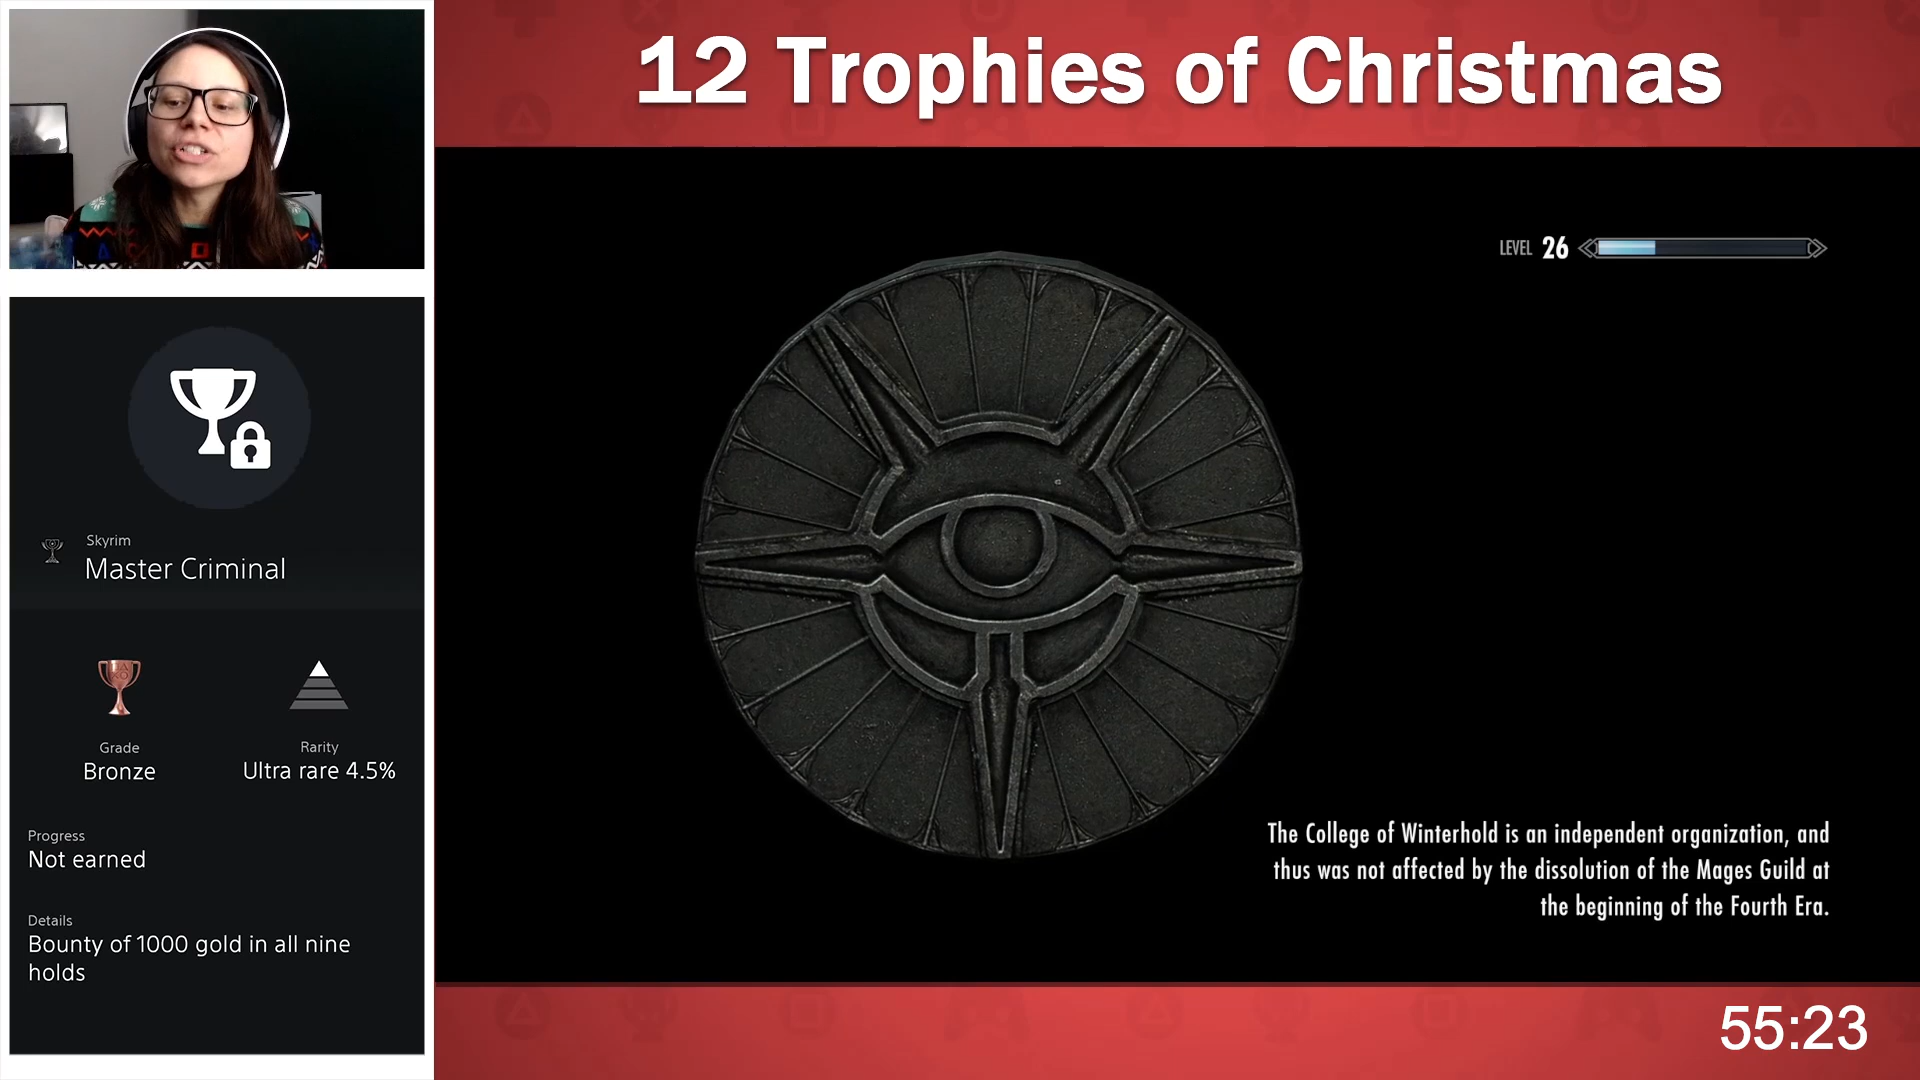 12 Trophies of Christmas
LEVEL 26
Skyrim
Master Criminal
Grade
Bronze
Rarity
Ultra rare 4.5%
Progress
Not earned
Details
Bounty of 1000 gold in all nine
holds
The College of Winterhold is an independent organization, and
thus was not affected by the dissolution of the Mages Guild at
the beginning of the Fourth Era.
55:23